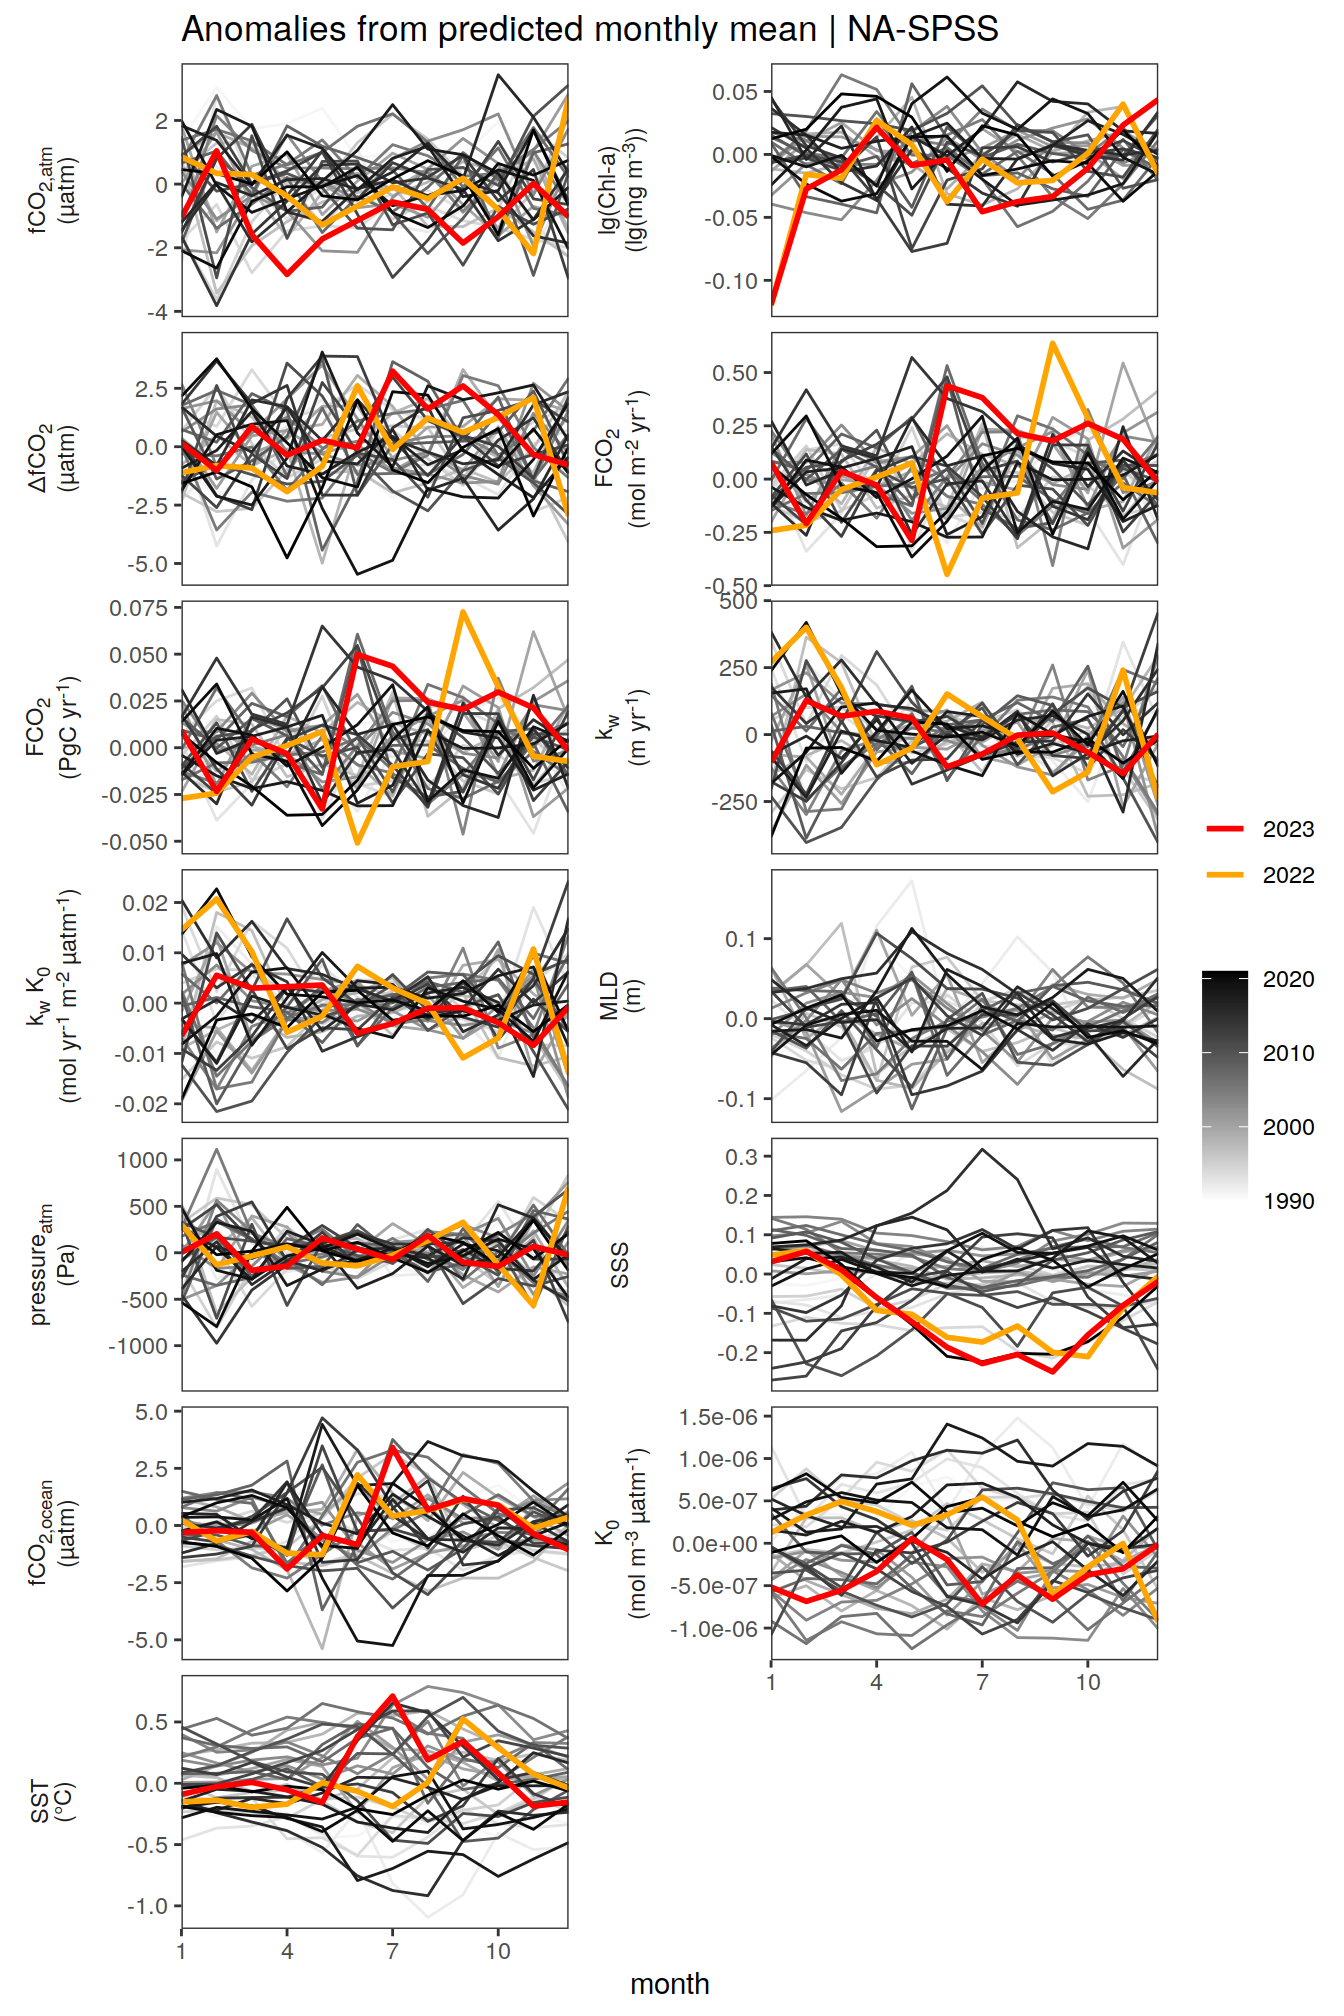 Anomalies from predicted monthly mean | NA-SPSS
fCO2,atm
(µatm)
2
0
-2
-4
lg(Chl-a)
(lg(mg m-3))
0.05
0.00
-0.05
-0.10
ΔfCO2
(µatm)
2.5
0.0
-2.5
-5.0
FCO2
(mol m-2 yr-1)
0.50
0.25
0.00
-0.25
-0.50
FCO2
(PgC yr-1)
0.075
0.050
0.025
0.000
-0.025
-0.050
kw
(m yr-1)
500
250
0
-250
kw K0
(mol yr-1 m-2 µatm-1)
0.02
0.01
0.00
-0.01
-0.02
MLD
(m)
0.1
0.0
-0.1
2023
2022
2020
2010
2000
1990
pressureatm
(Pa)
1000
500
0
-500
-1000
SSS
0.3
0.2
0.1
0.0
-0.1
-0.2
fCO2,ocean
(µatm)
5.0
2.5
0.0
-2.5
-5.0
K0
(mol m-3 µatm-1)
1.5e-06
1.0e-06
5.0e-07
0.0e+00
-5.0e-07
-1.0e-06
1 4 7 10
SST
(°C)
0.5
0.0
-0.5
-1.0
1 4 7 10
month